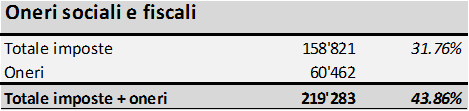 Oneri sociali e fiscali
Totale imposte 158'821 31.76%
Oneri 60'462
Totale imposte + oneri 219'283 43.86%